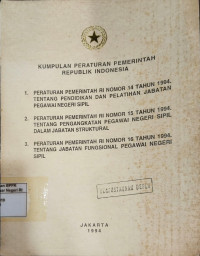 KUMPULAN PERATURAN PEMERINTAH
REPUBLIK INDONESIA
1. PERATURAN PEMERINTAH RI NOMOR 14 TAHUN 1994,
TENTANG PENDIDIKAN DAN PELATIHAN JABATAN
PEGAWAI NEGERI SIPIL
2. PERATURAN PEMERINTAH RI NOMOR 15 TAHUN 1994,
TENTANG PENGANGKATAN PEGAWAI NEGERI SIPIL
DALAM JABATAN STRUKTURAL
3. PERATURAN PEMERINTAH RI NOMOR 16 TAHUN 1994,
TENTANG JABATAN FUNGSIONAL PEGAWAI NEGERI
SIPIL
JAKARTA
1994